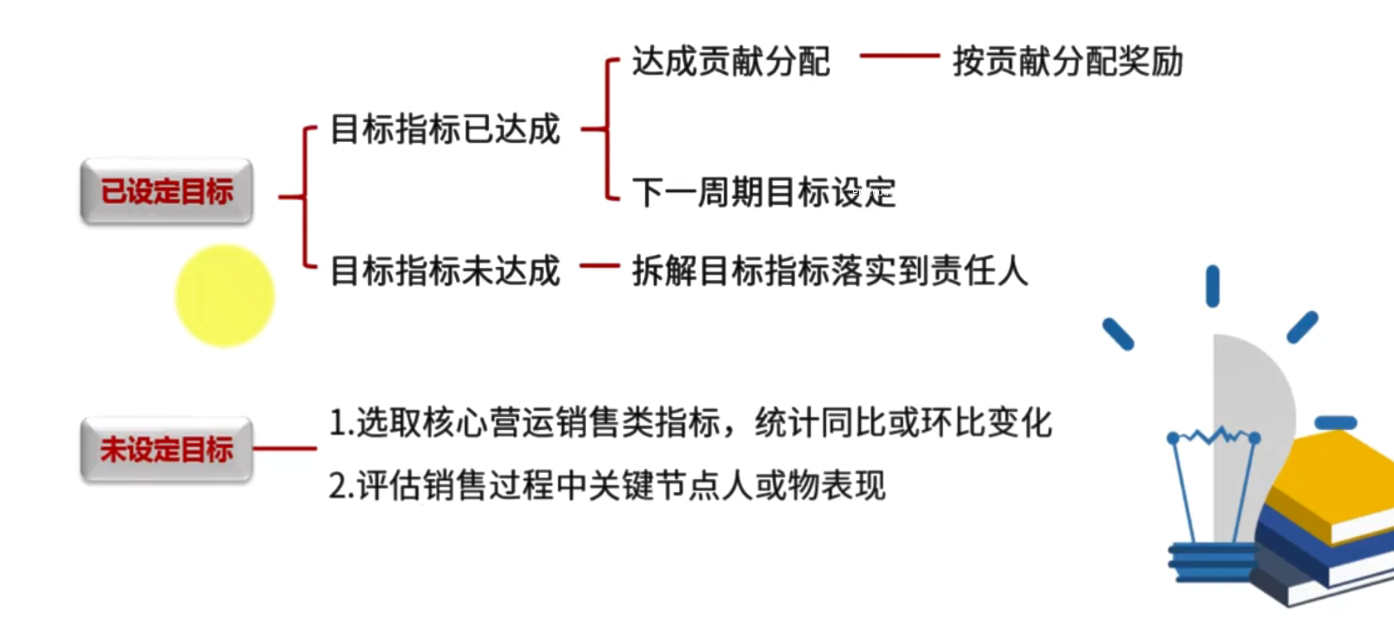 达成贡献分配 按贡献分配奖励
目标指标已达成
已设定目标
下一周期目标设定
目标指标未达成 拆解目标指标落实到责任人
未设定目标
1.选取核心营运销售类指标，统计同比或环比变化
2.评估销售过程中关键节点人或物表现